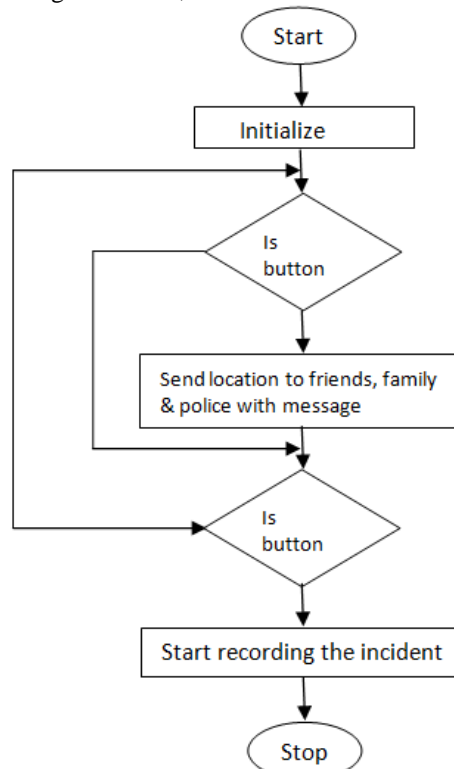 Start
Initialize
Is
button
Send location to friends, family
& police with message
Is
button
Start recording the incident
Stop